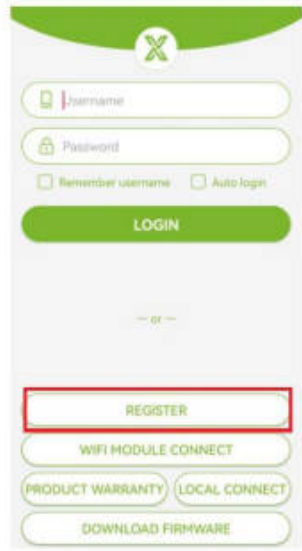 X
Username
Password
Remember username Auto login
LOGIN
— or —
REGISTER
WIFI MODULE CONNECT
PRODUCT WARRANTY LOCAL CONNECT
DOWNLOAD FIRMWARE